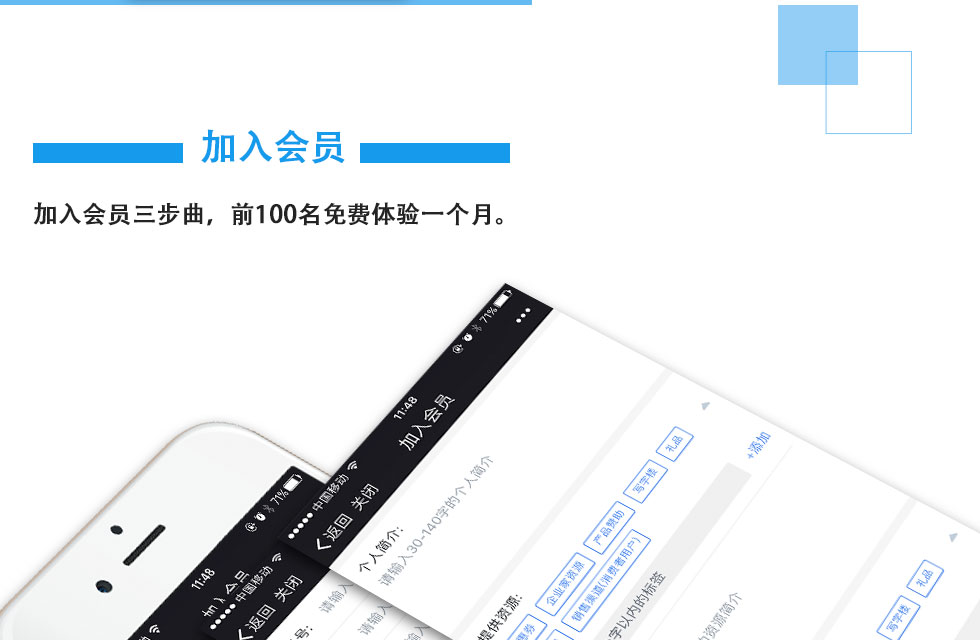 加入会员
加入会员三步曲，前100名免费体验一个月。
71%
11:48
加入会员
中国移动
返回 关闭
个人简介:
请输入30-140字的个人简介
提供资源:
企业家资源
产品赞助
写字楼
礼品
销售渠道(消费者用户)
+添加
字以内的标签
资源简介
写字楼
礼品
71%
11:48
中国移动
返回 关闭
号:
请输入
请输入
请输入